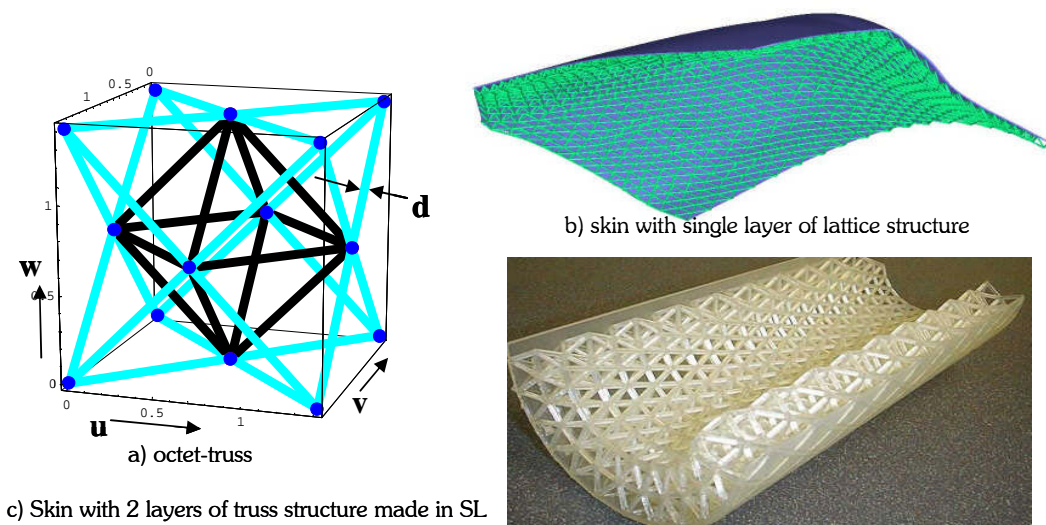 0
0.5
1
1
0.5
0
0
0.5
1
w
u
v
d
a) octet-truss
b) skin with single layer of lattice structure
c) Skin with 2 layers of truss structure made in SL